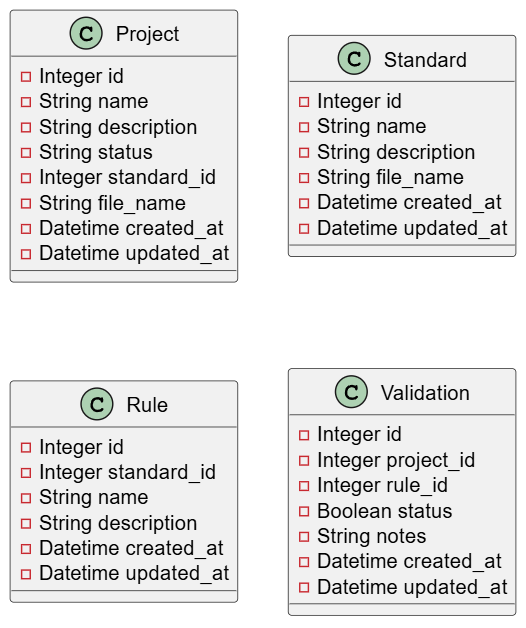 C Project
Integer id
String name
String description
String status
Integer standard_id
String file_name
Datetime created_at
Datetime updated_at
C Standard
Integer id
String name
String description
String file_name
Datetime created_at
Datetime updated_at
C Rule
Integer id
Integer standard_id
String name
String description
Datetime created_at
Datetime updated_at
C Validation
Integer id
Integer project_id
Integer rule_id
Boolean status
String notes
Datetime created_at
Datetime updated_at